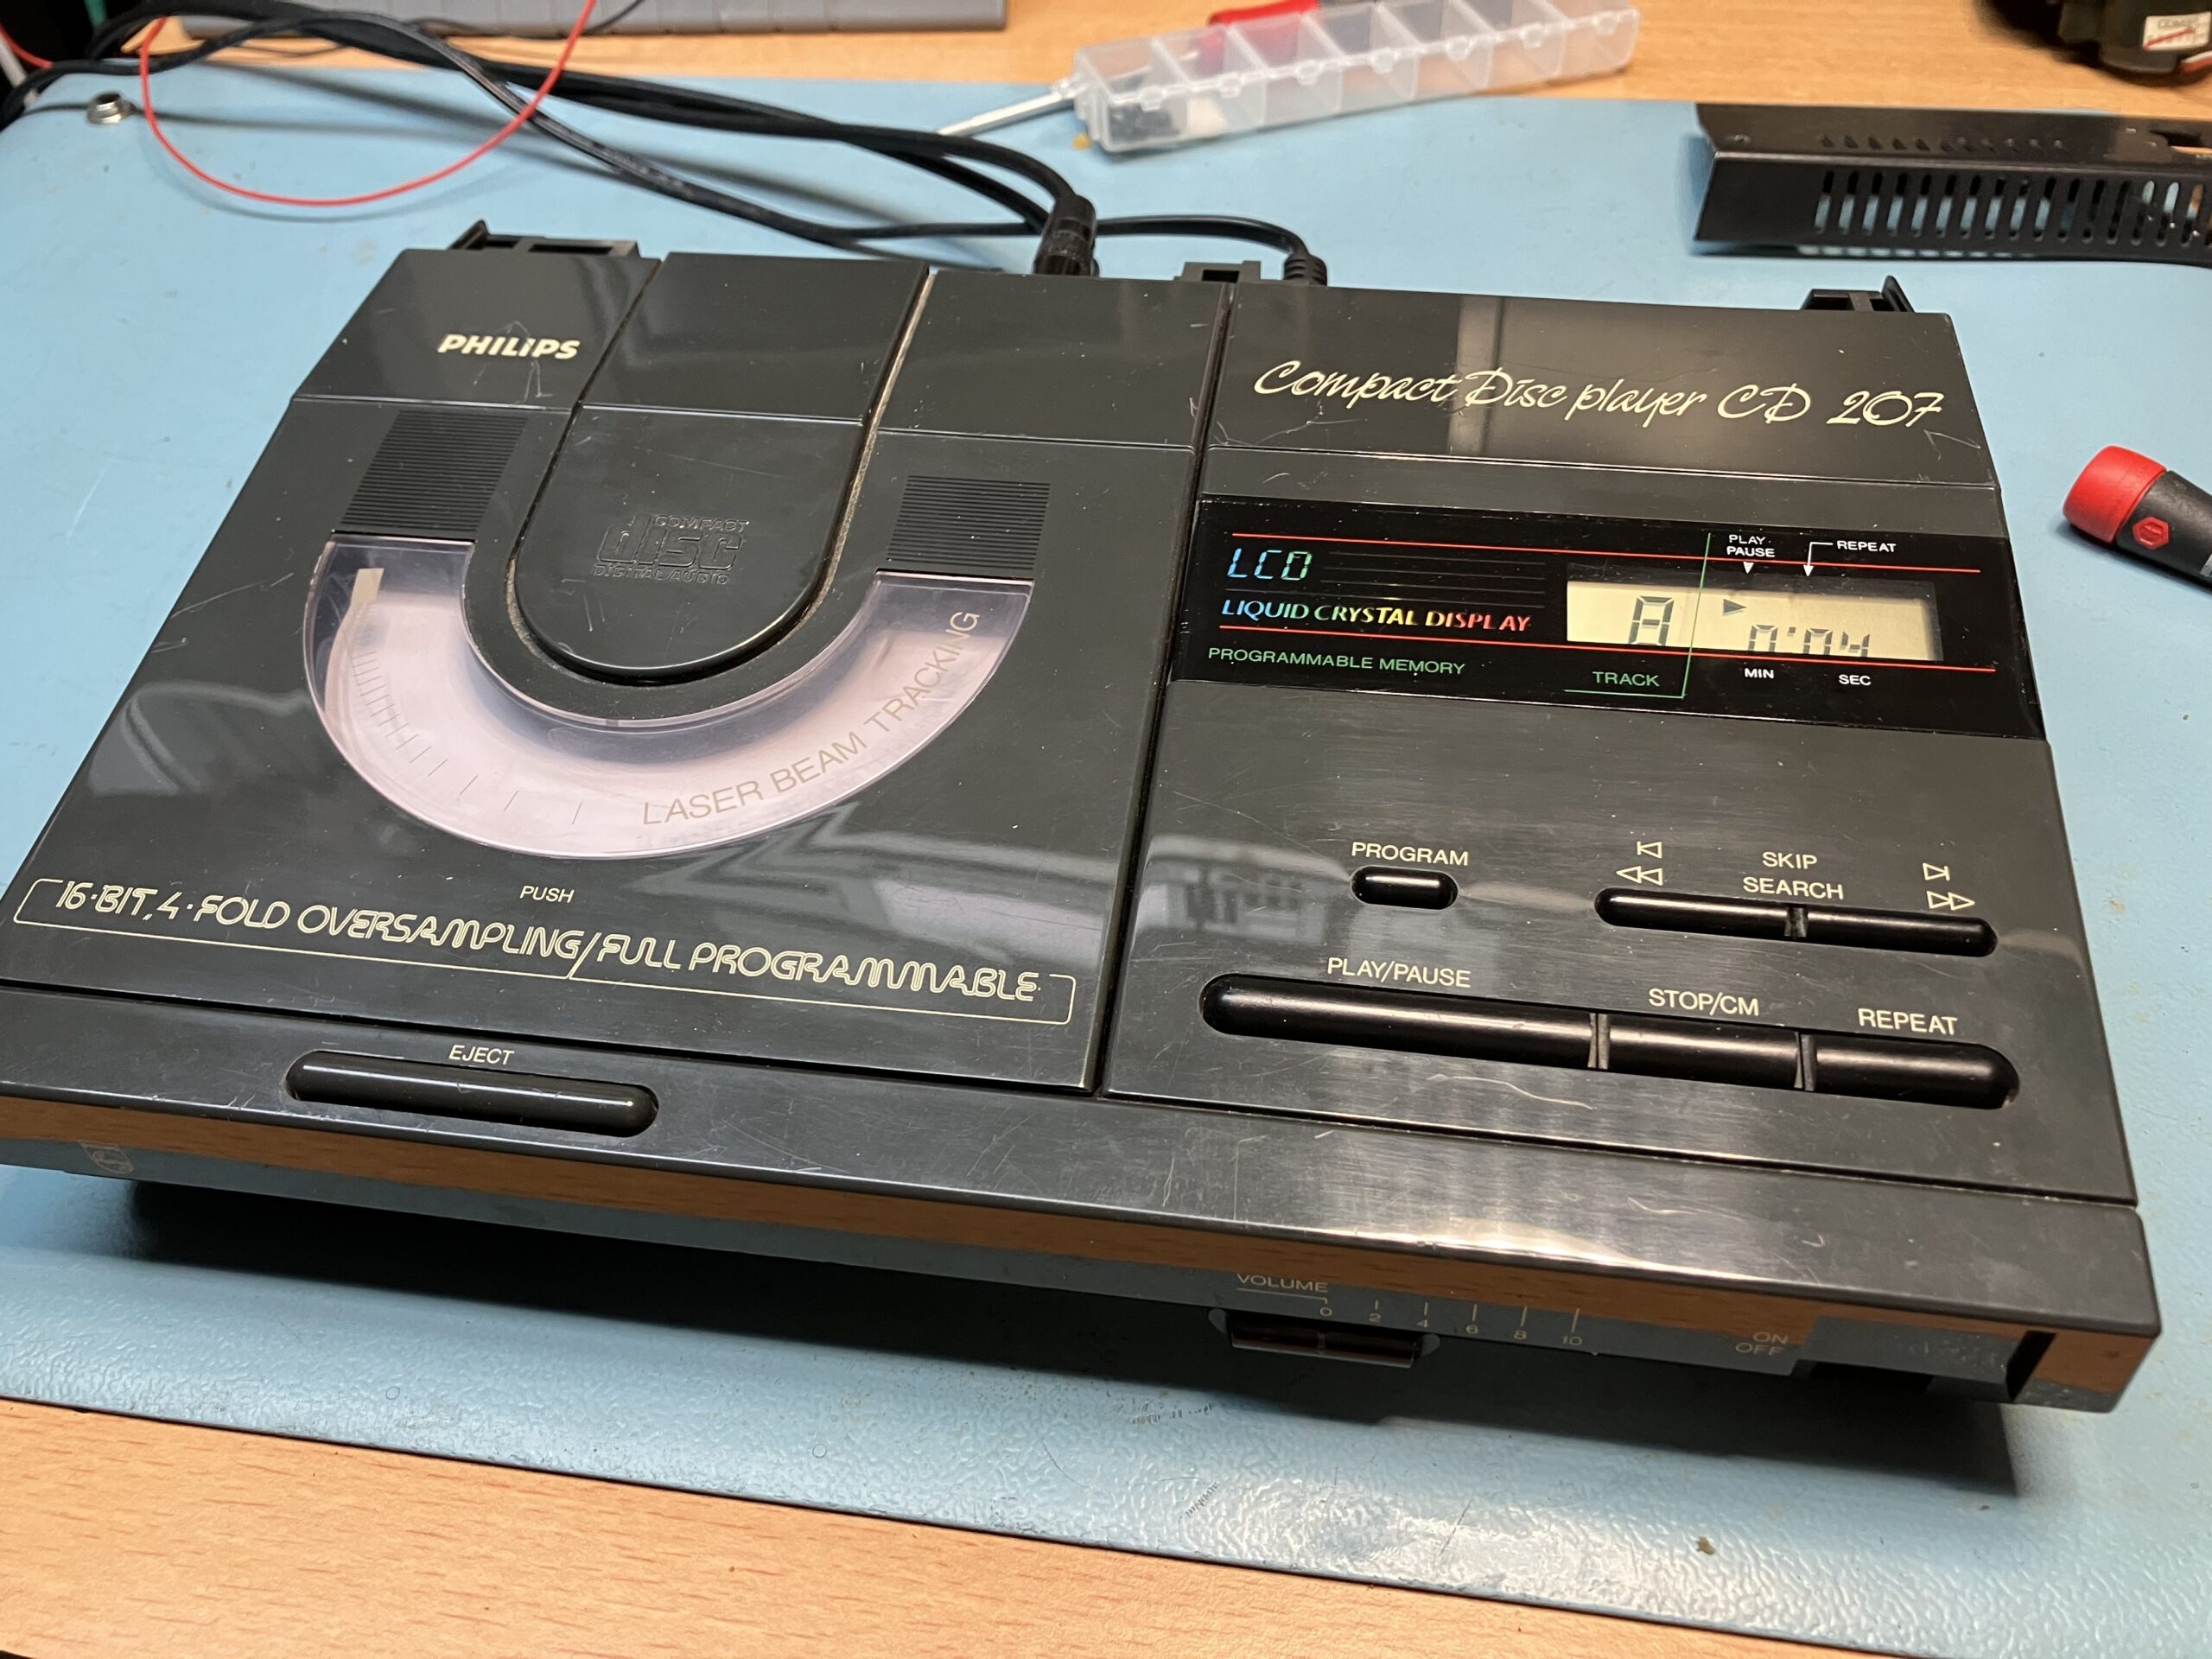 PHILIPS
Compact Disc player CD 207
COMPACT
disc
DIGITAL AUDIO
LCD
LIQUID CRYSTAL DISPLAY
PROGRAMMABLE MEMORY
TRACK
PLAY
PAUSE
REPEAT
0:04
MIN
SEC
LASER BEAM TRACKING
PUSH
16·BIT, 4·FOLD OVERSAMPLING/FULL PROGRAMMABLE
EJECT
PROGRAM
SKIP
SEARCH
PLAY/PAUSE
STOP/CM
REPEAT
VOLUME
0 2 4 6 8 10
ON
OFF